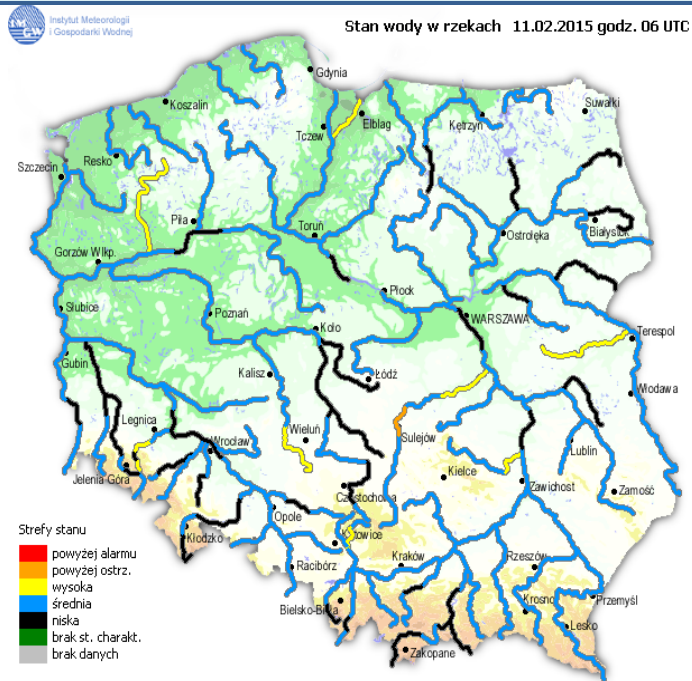 Instytut Meteorologii
i Gospodarki Wodnej
Stan wody w rzekach 11.02.2015 godz. 06 UTC
Gdynia
Koszalin
Suwałki
Elbląg
Kętrzyn
Tczew
Resko
Szczecin
Piła
Toruń
Ostrołęka
Białystok
Gorzów Wlkp.
Płock
Słubice
Poznań
WARSZAWA
Koło
Terespol
Gubin
Kalisz
Łódź
Włodawa
Legnica
Wieluń
Sulejów
Wrocław
Lublin
Jelenia Góra
Kielce
Zawichost
Zamość
Częstochowa
Opole
Kłodzko
Katowice
Racibórz
Kraków
Rzeszów
Bielsko-Biała
Krosno
Przemyśl
Lesko
Zakopane
Strefy stanu
powyżej alarmu
powyżej ostrz.
wysoka
średnia
niska
brak st. charakt.
brak danych